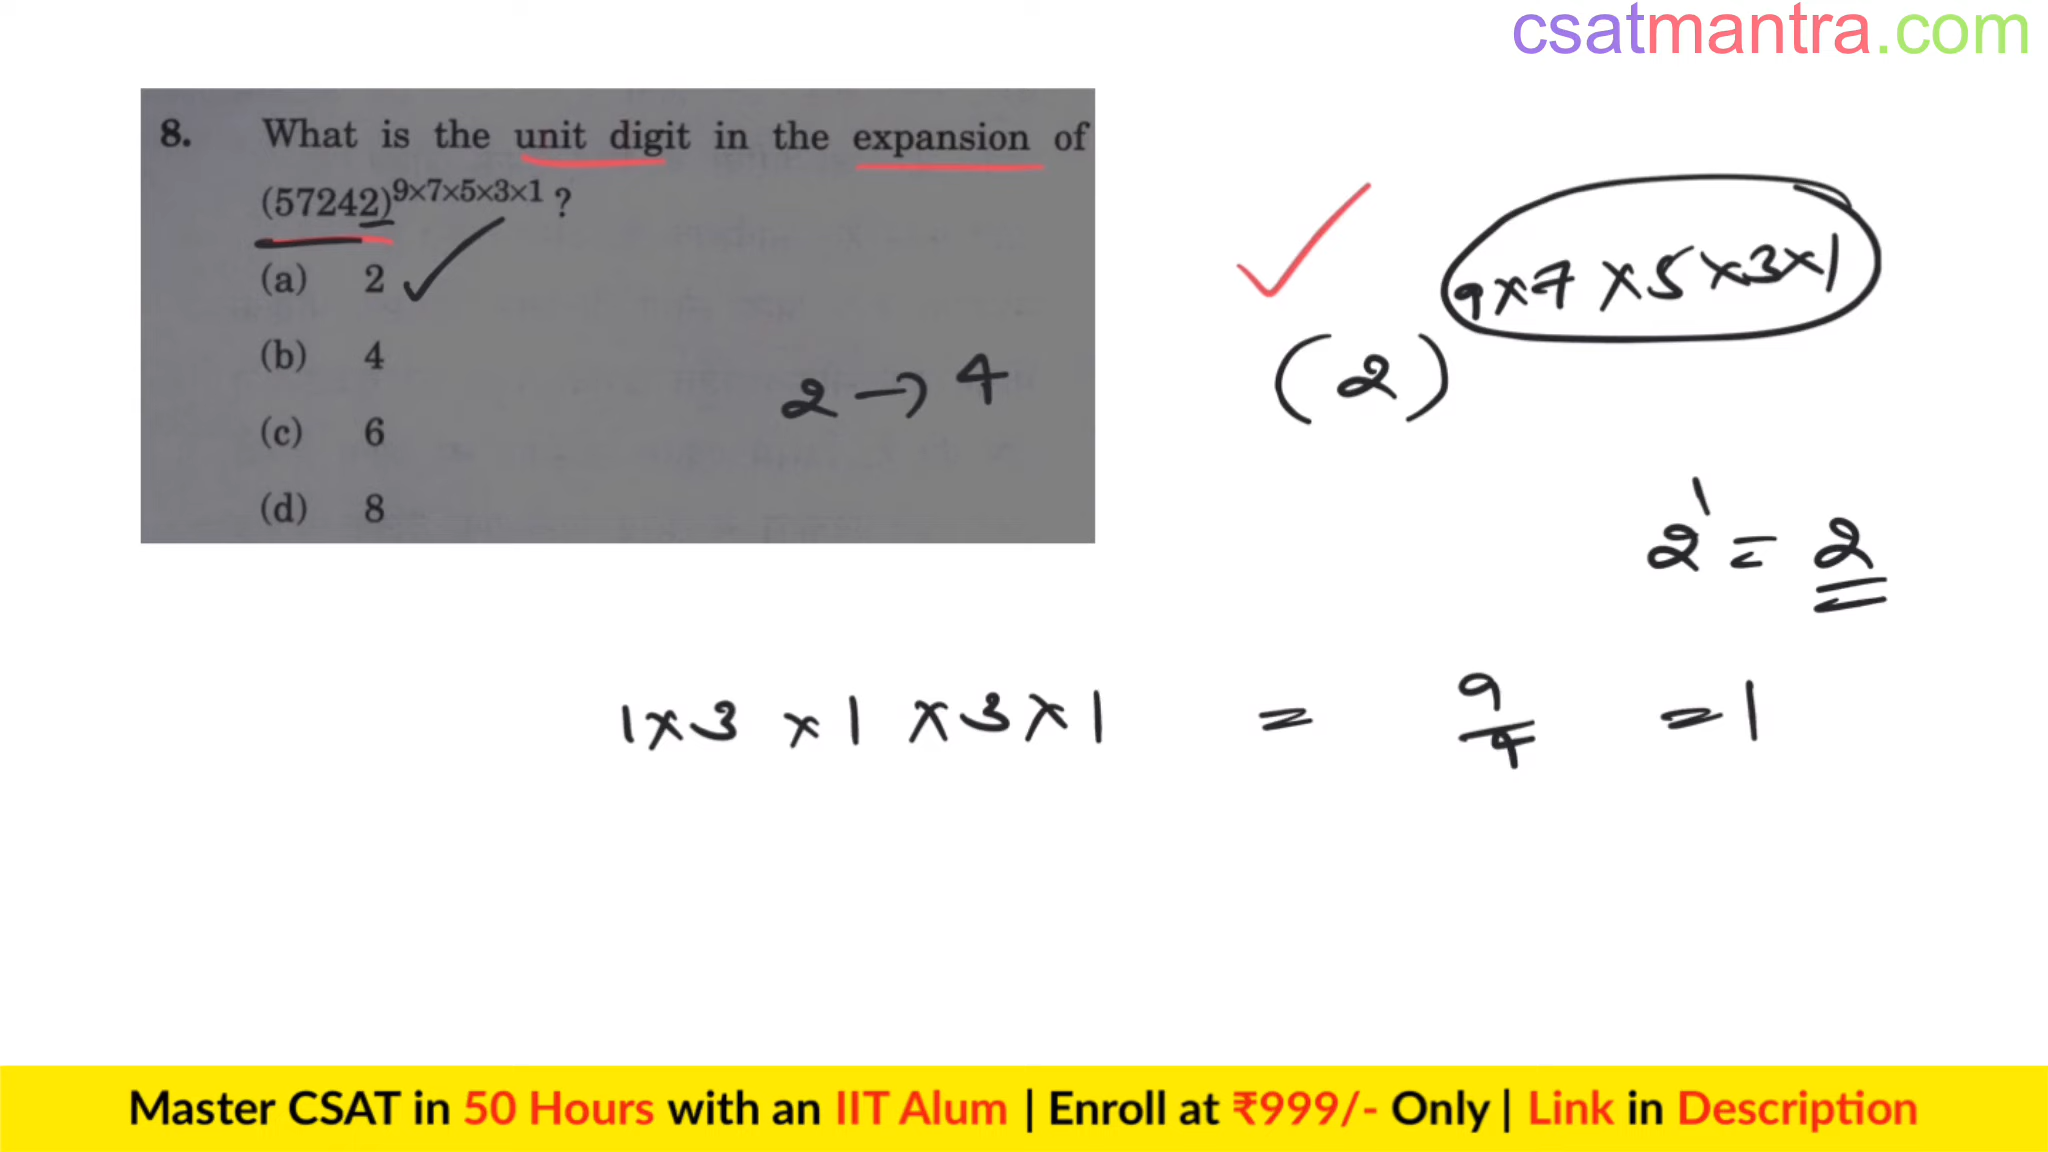 csatmantra.com
8. What is the unit digit in the expansion of
(57242)^9×7×5×3×1 ?
(a) 2
(b) 4
(c) 6
(d) 8
2 → 4
9×7×5×3×1
(2)
2^1 = 2
1×3×1×3×1 = 9/4 = 1
Master CSAT in 50 Hours with an IIT Alum | Enroll at ₹999/- Only | Link in Description